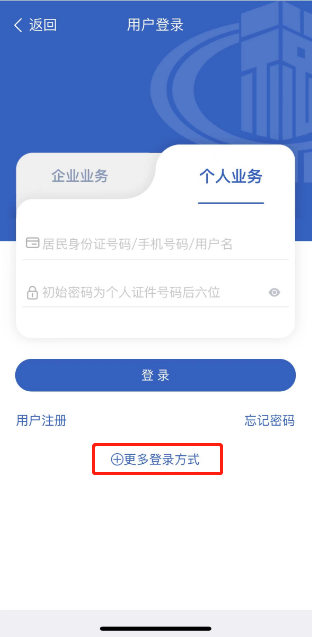 返回
用户登录
企业业务
个人业务
居民身份证号码/手机号码/用户名
初始密码为个人证件号码后六位
登 录
用户注册
忘记密码
更多登录方式